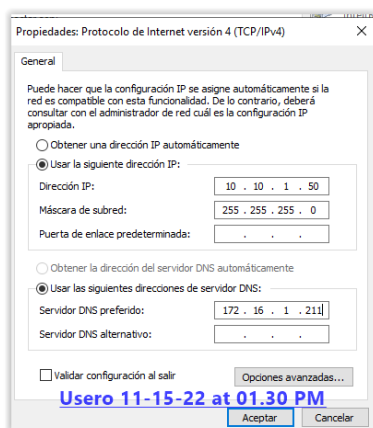 Propiedades: Protocolo de Internet versión 4 (TCP/IPv4)
General
Puede hacer que la configuración IP se asigne automáticamente si la
red es compatible con esta funcionalidad. De lo contrario, deberá
consultar con el administrador de red cuál es la configuración IP
apropiada.
Obtener una dirección IP automáticamente
Usar la siguiente dirección IP:
Dirección IP: 10 . 10 . 1 . 50
Máscara de subred: 255 . 255 . 255 . 0
Puerta de enlace predeterminada: . . .
Obtener la dirección del servidor DNS automáticamente
Usar las siguientes direcciones de servidor DNS:
Servidor DNS preferido: 172 . 16 . 1 . 211
Servidor DNS alternativo: . . .
Validar configuración al salir
Opciones avanzadas...
Usero 11-15-22 at 01.30 PM
Aceptar Cancelar